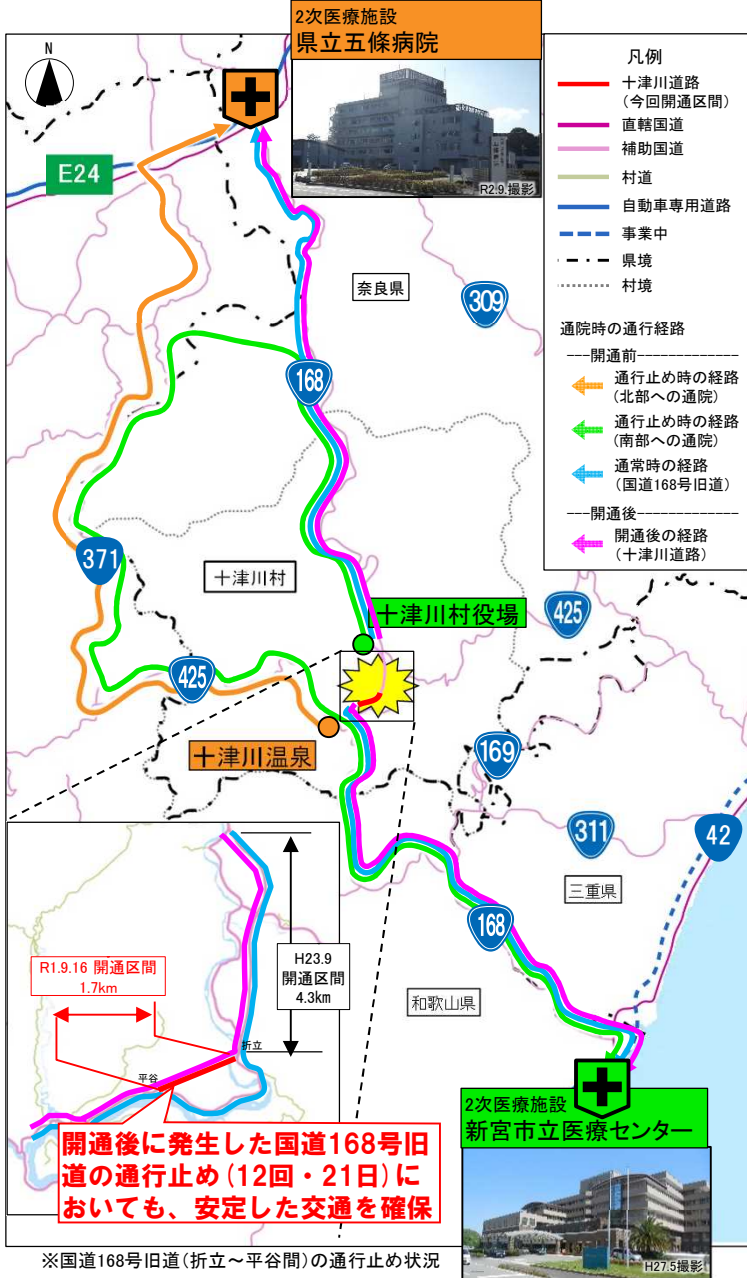 2次医療施設
県立五條病院
R2.9.撮影
N
E24
凡例
十津川道路
(今回開通区間)
直轄国道
補助国道
村道
自動車専用道路
事業中
県境
村境
通院時の通行経路
---開通前-------------
通行止め時の経路
(北部への通院)
通行止め時の経路
(南部への通院)
通常時の経路
(国道168号旧道)
---開通後-------------
開通後の経路
(十津川道路)
奈良県
309
168
371
十津川村
十津川村役場
425
425
十津川温泉
169
311
42
三重県
168
和歌山県
R1.9.16 開通区間
1.7km
H23.9
開通区間
4.3km
折立
平谷
開通後に発生した国道168号旧
道の通行止め(12回・21日)に
おいても、安定した交通を確保
2次医療施設
新宮市立医療センター
H27.5撮影
※国道168号旧道(折立～平谷間)の通行止め状況